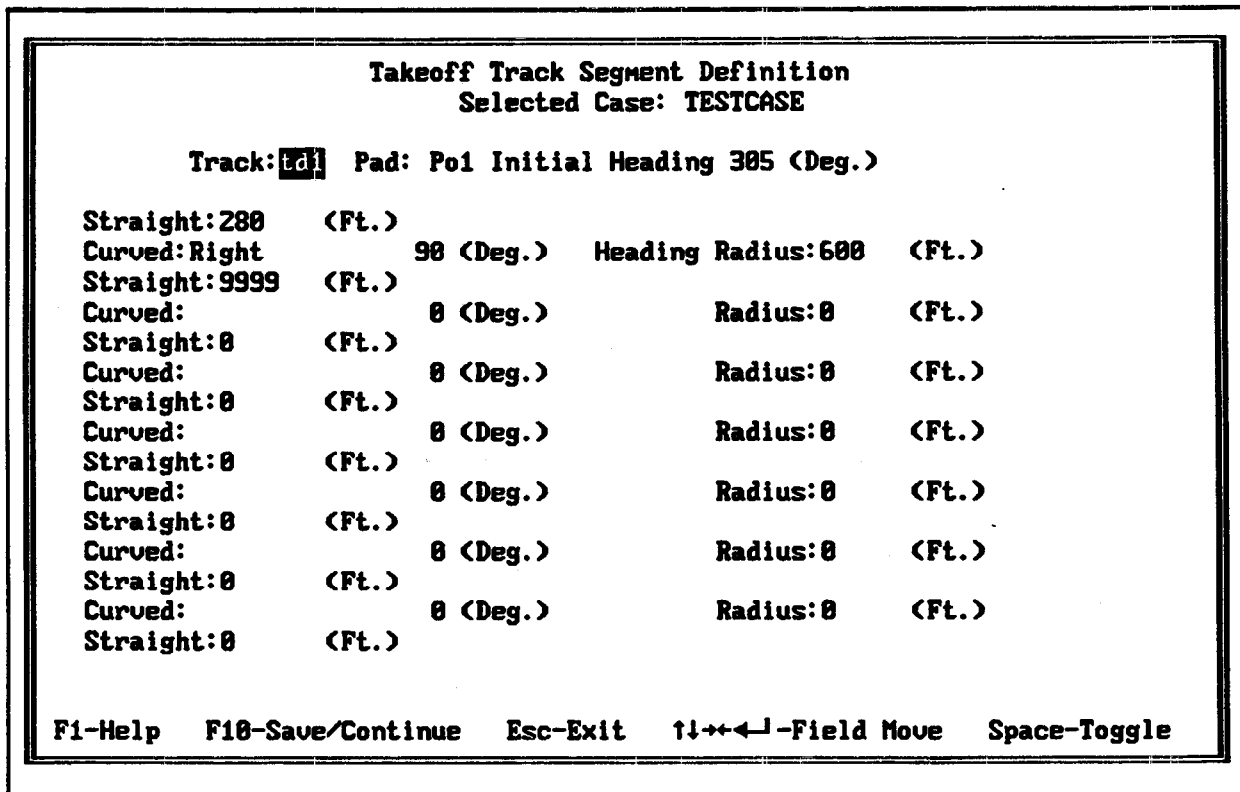 Takeoff Track Segment Definition
Selected Case: TESTCASE
Track:td1 Pad: Po1 Initial Heading 305 (Deg.)
Straight:280 (Ft.)
Curved:Right 90 (Deg.) Heading Radius:600 (Ft.)
Straight:9999 (Ft.)
Curved: 0 (Deg.) Radius:0 (Ft.)
Straight:0 (Ft.)
Curved: 0 (Deg.) Radius:0 (Ft.)
Straight:0 (Ft.)
Curved: 0 (Deg.) Radius:0 (Ft.)
Straight:0 (Ft.)
Curved: 0 (Deg.) Radius:0 (Ft.)
Straight:0 (Ft.)
Curved: 0 (Deg.) Radius:0 (Ft.)
Straight:0 (Ft.)
Curved: 0 (Deg.) Radius:0 (Ft.)
Straight:0 (Ft.)
F1-Help F10-Save/Continue Esc-Exit ↑↓→←◄┘-Field Move Space-Toggle